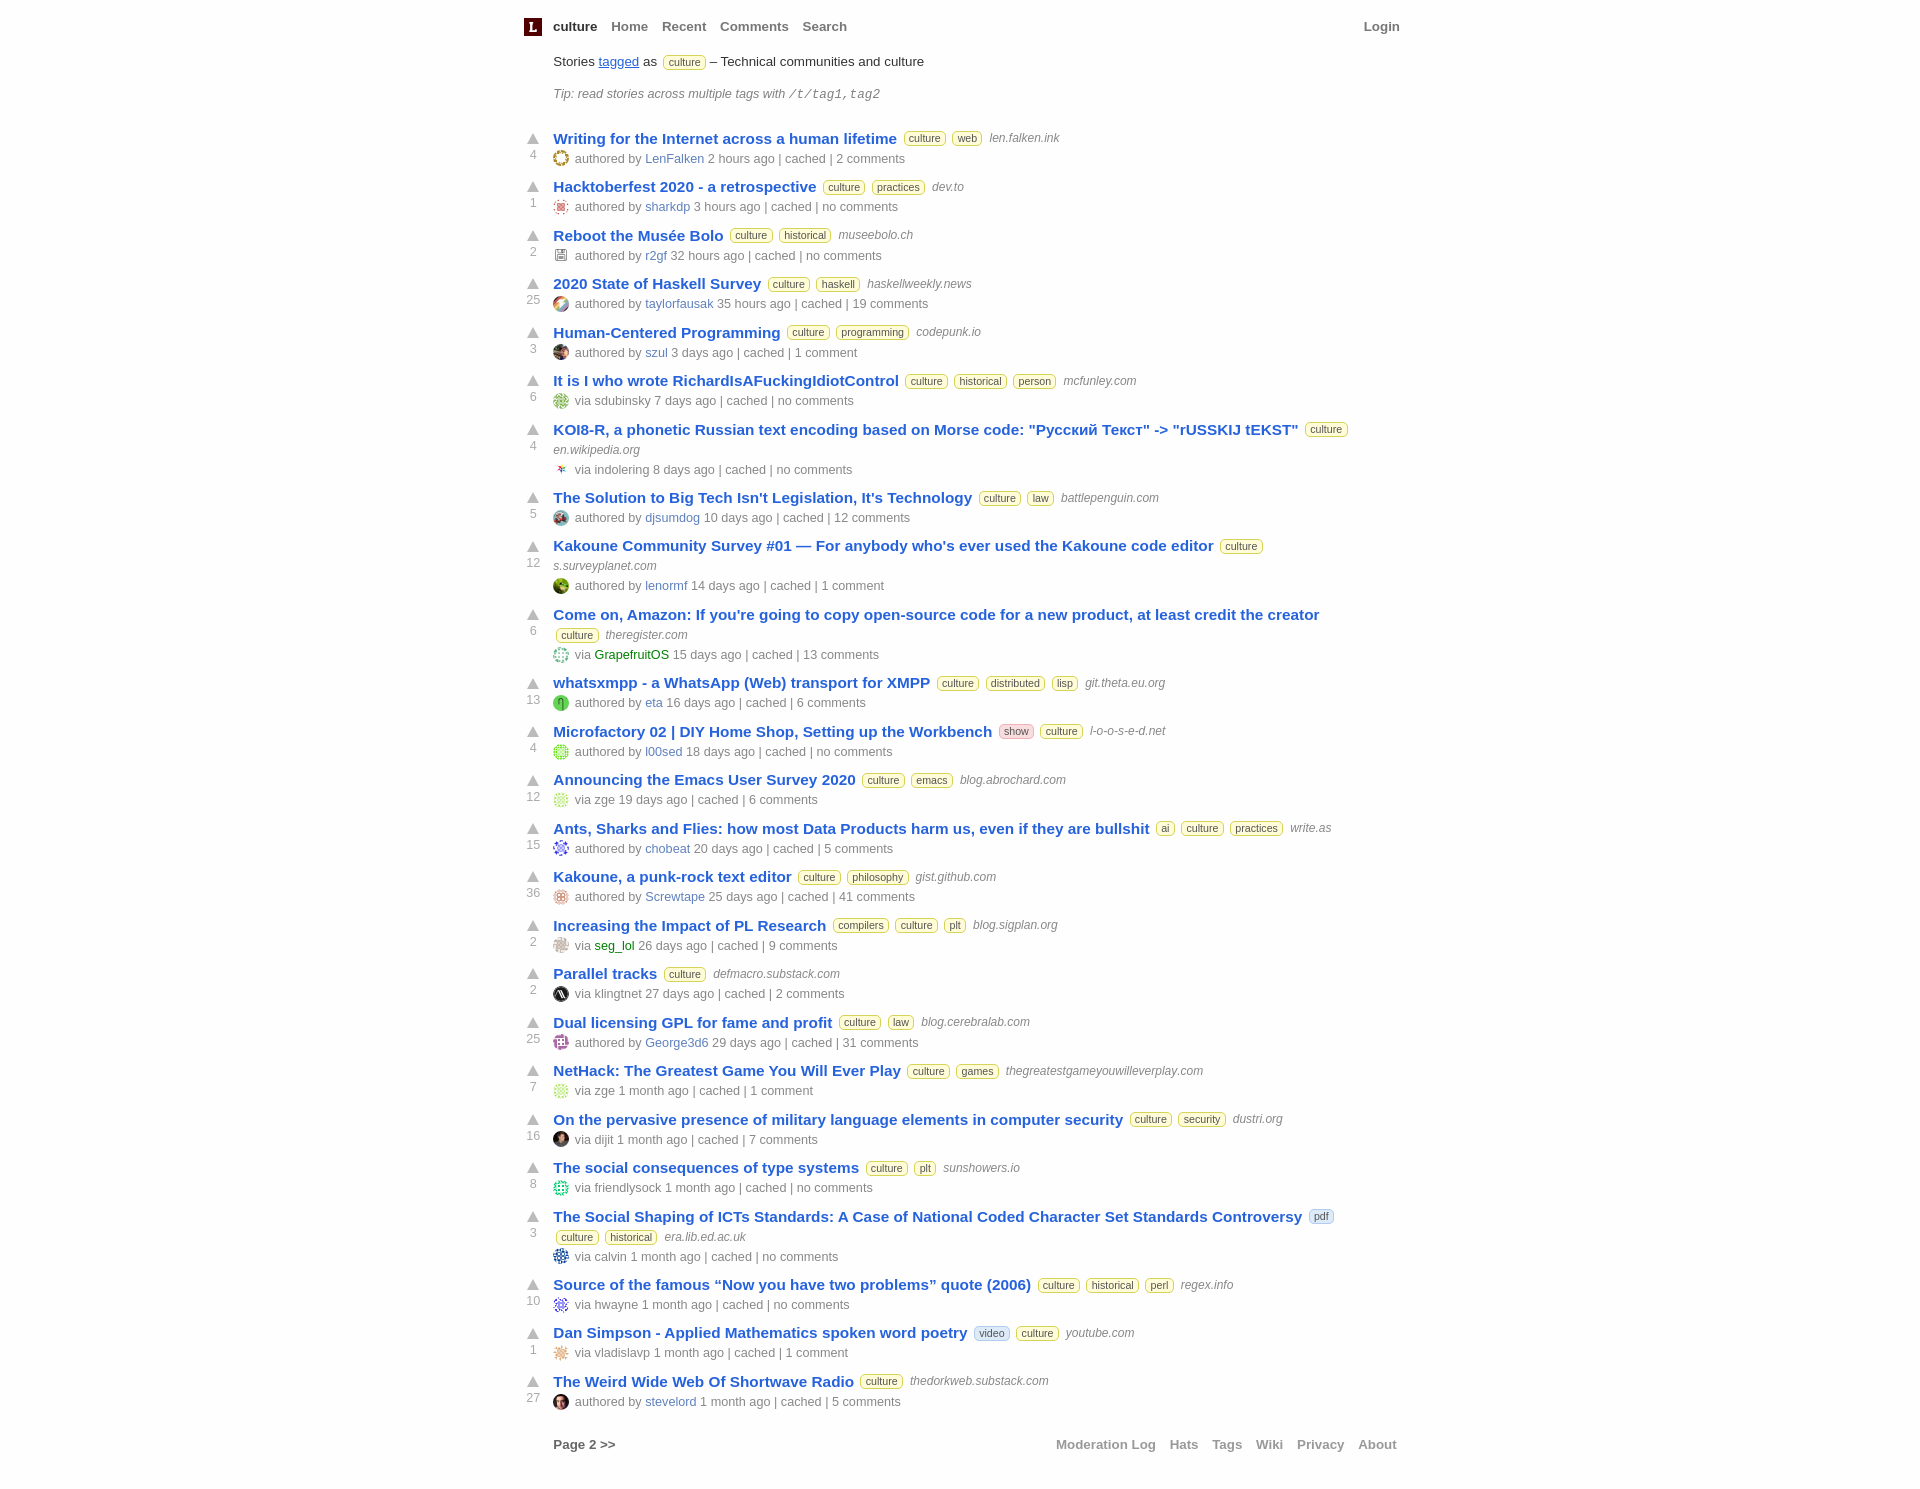 L culture Home Recent Comments Search Login
Stories tagged as culture – Technical communities and culture
Tip: read stories across multiple tags with /t/tag1,tag2
Writing for the Internet across a human lifetime culture web len.falken.ink
4 authored by LenFalken 2 hours ago | cached | 2 comments
Hacktoberfest 2020 - a retrospective culture practices dev.to
1 authored by sharkdp 3 hours ago | cached | no comments
Reboot the Musée Bolo culture historical museebolo.ch
2 authored by r2gf 32 hours ago | cached | no comments
2020 State of Haskell Survey culture haskell haskellweekly.news
25 authored by taylorfausak 35 hours ago | cached | 19 comments
Human-Centered Programming culture programming codepunk.io
3 authored by szul 3 days ago | cached | 1 comment
It is I who wrote RichardIsAFuckingIdiotControl culture historical person mcfunley.com
6 via sdubinsky 7 days ago | cached | no comments
KOI8-R, a phonetic Russian text encoding based on Morse code: "Русский Текст" -> "rUSSKIJ tEKST" culture
4 en.wikipedia.org
via indolering 8 days ago | cached | no comments
The Solution to Big Tech Isn't Legislation, It's Technology culture law battlepenguin.com
5 authored by djsumdog 10 days ago | cached | 12 comments
Kakoune Community Survey #01 — For anybody who's ever used the Kakoune code editor culture
12 s.surveyplanet.com
authored by lenormf 14 days ago | cached | 1 comment
Come on, Amazon: If you're going to copy open-source code for a new product, at least credit the creator
6 culture theregister.com
via GrapefruitOS 15 days ago | cached | 13 comments
whatsxmpp - a WhatsApp (Web) transport for XMPP culture distributed lisp git.theta.eu.org
13 authored by eta 16 days ago | cached | 6 comments
Microfactory 02 | DIY Home Shop, Setting up the Workbench show culture l-o-o-s-e-d.net
4 authored by l00sed 18 days ago | cached | no comments
Announcing the Emacs User Survey 2020 culture emacs blog.abrochard.com
12 via zge 19 days ago | cached | 6 comments
Ants, Sharks and Flies: how most Data Products harm us, even if they are bullshit ai culture practices write.as
15 authored by chobeat 20 days ago | cached | 5 comments
Kakoune, a punk-rock text editor culture philosophy gist.github.com
36 authored by Screwtape 25 days ago | cached | 41 comments
Increasing the Impact of PL Research compilers culture plt blog.sigplan.org
2 via seg_lol 26 days ago | cached | 9 comments
Parallel tracks culture defmacro.substack.com
2 via klingtnet 27 days ago | cached | 2 comments
Dual licensing GPL for fame and profit culture law blog.cerebralab.com
25 authored by George3d6 29 days ago | cached | 31 comments
NetHack: The Greatest Game You Will Ever Play culture games thegreatestgameyouwilleverplay.com
7 via zge 1 month ago | cached | 1 comment
On the pervasive presence of military language elements in computer security culture security dustri.org
16 via dijit 1 month ago | cached | 7 comments
The social consequences of type systems culture plt sunshowers.io
8 via friendlysock 1 month ago | cached | no comments
The Social Shaping of ICTs Standards: A Case of National Coded Character Set Standards Controversy pdf
3 culture historical era.lib.ed.ac.uk
via calvin 1 month ago | cached | no comments
Source of the famous “Now you have two problems” quote (2006) culture historical perl regex.info
10 via hwayne 1 month ago | cached | no comments
Dan Simpson - Applied Mathematics spoken word poetry video culture youtube.com
1 via vladislavp 1 month ago | cached | 1 comment
The Weird Wide Web Of Shortwave Radio culture thedorkweb.substack.com
27 authored by stevelord 1 month ago | cached | 5 comments
Page 2 >> Moderation Log Hats Tags Wiki Privacy About